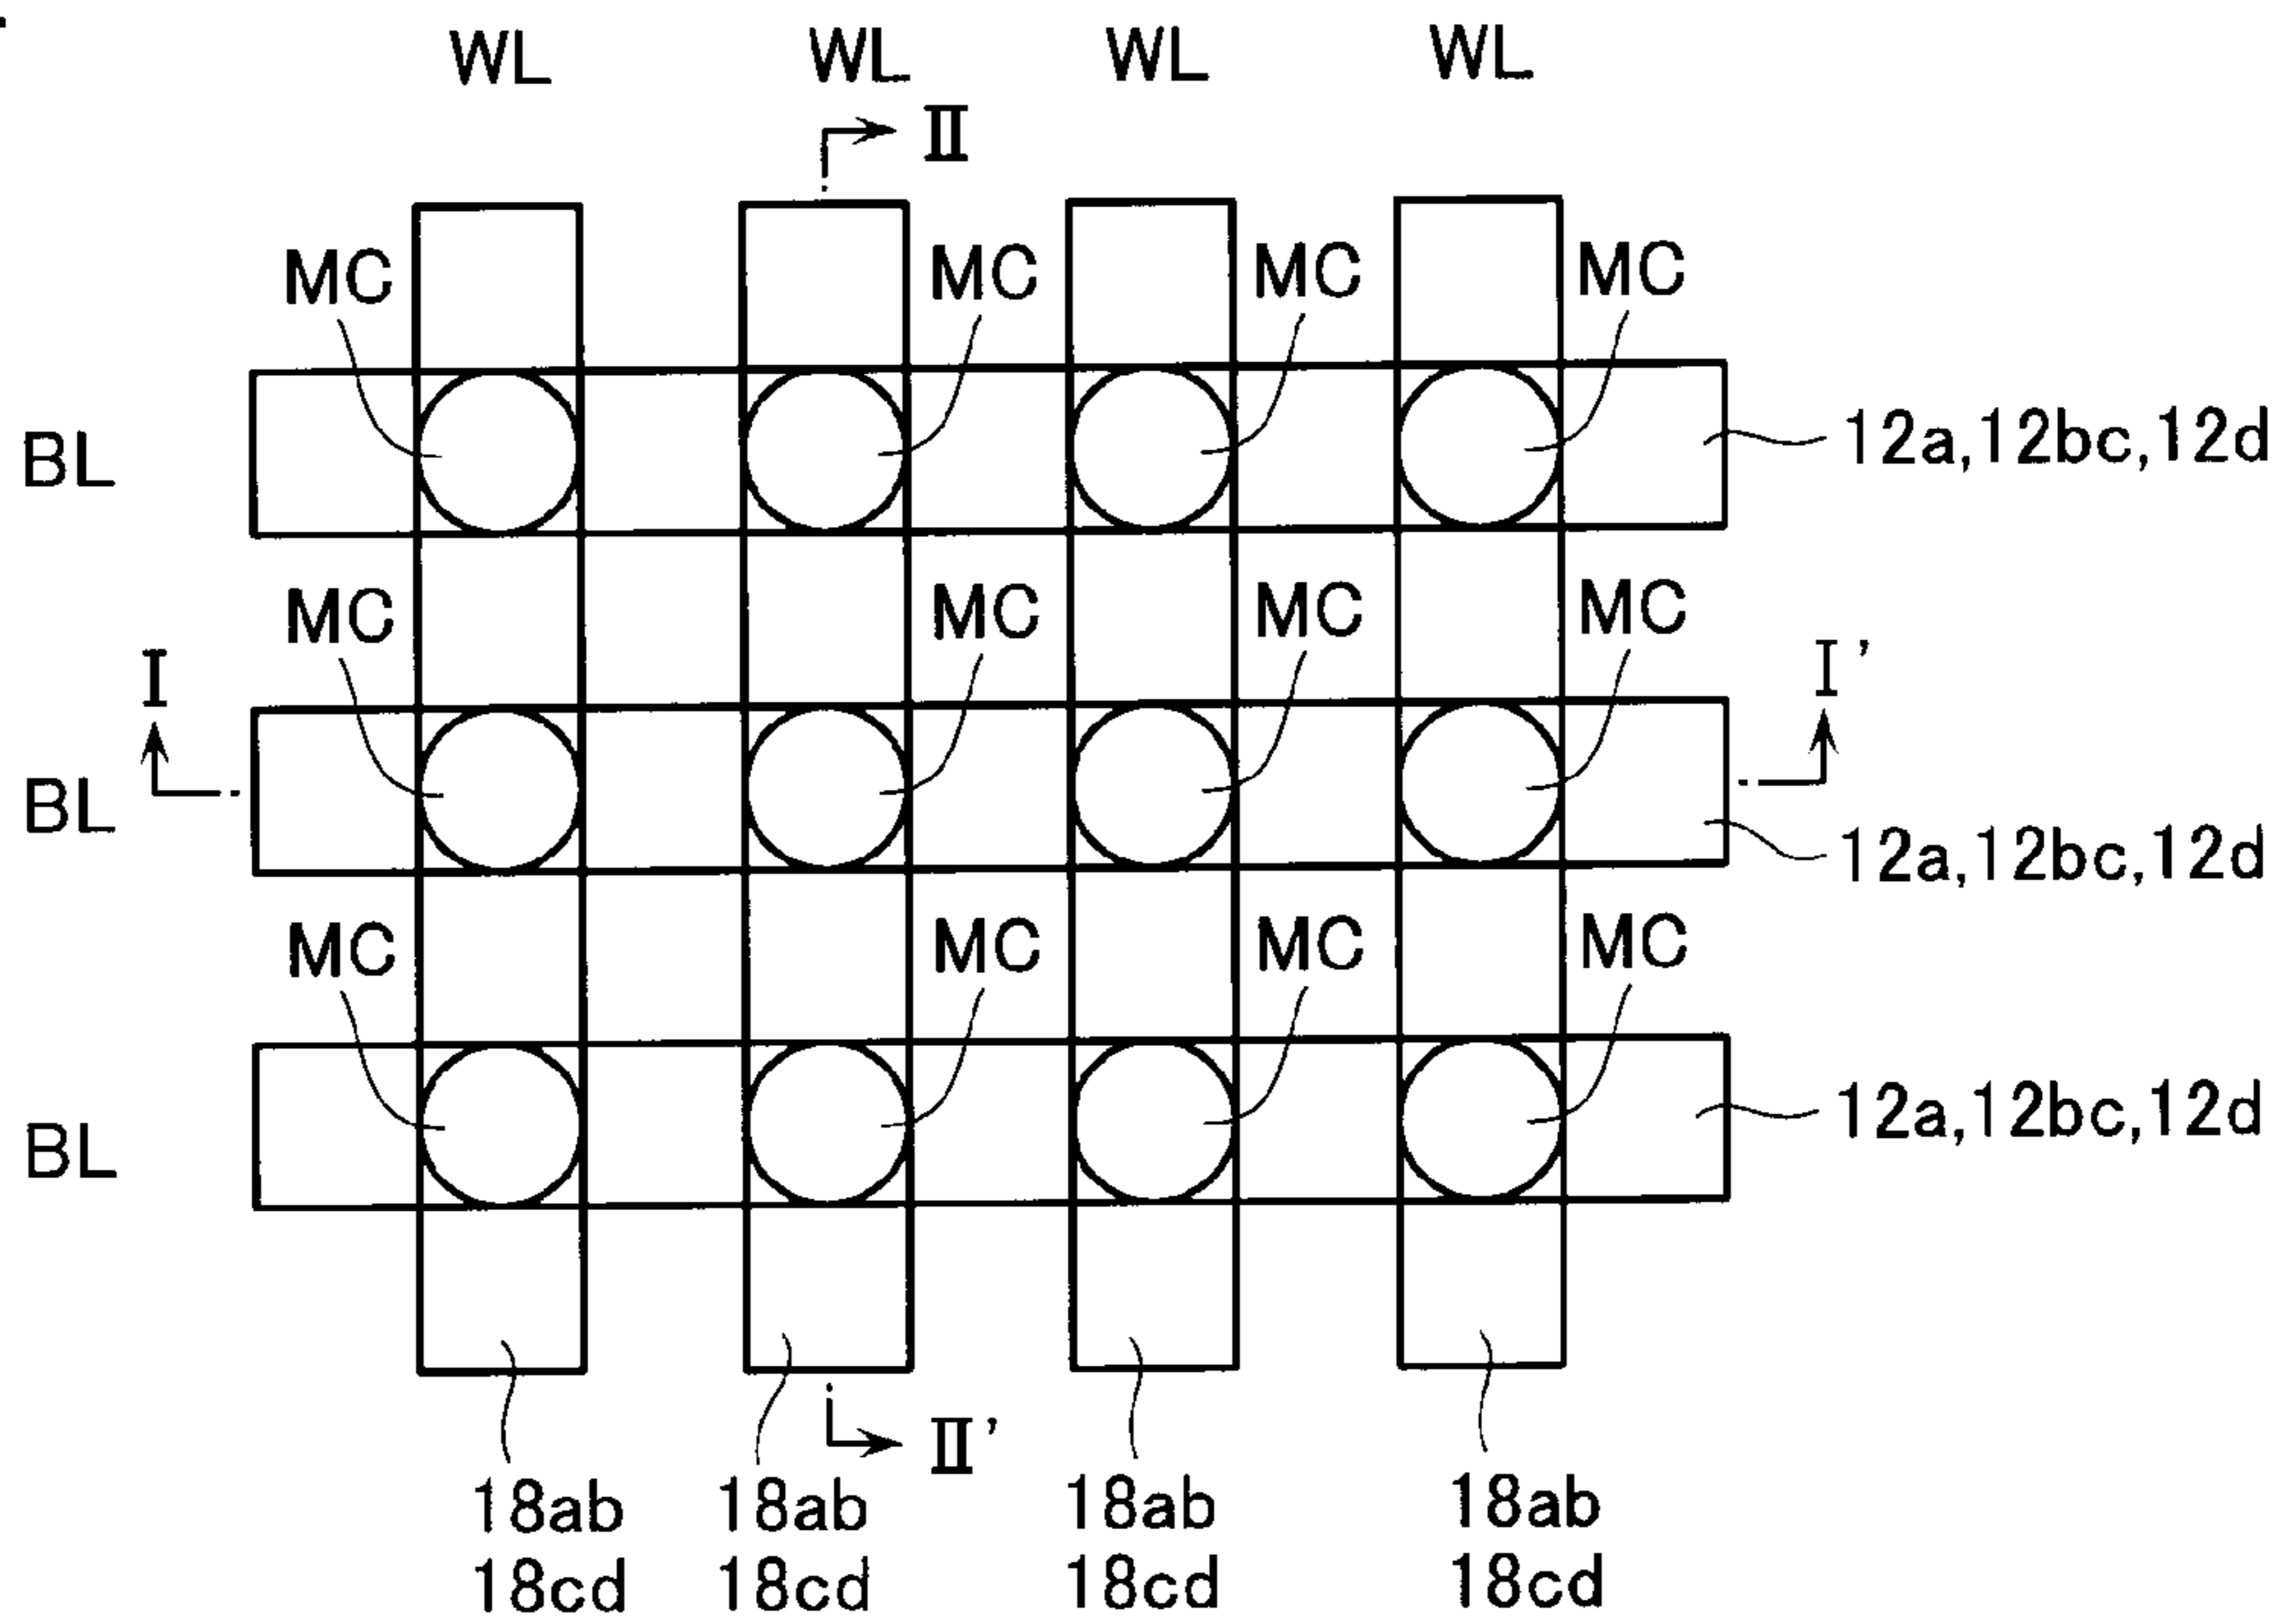 WL WL WL WL
II
MC MC MC MC
BL 12a,12bc,12d
MC MC MC MC
I I'
BL 12a,12bc,12d
MC MC MC MC
BL 12a,12bc,12d
II'
18ab 18ab 18ab 18ab
18cd 18cd 18cd 18cd